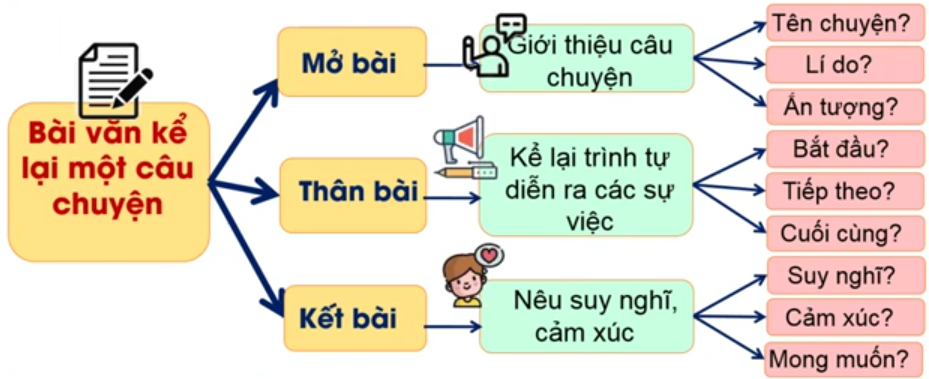 Bài văn kể
lại một câu
chuyện
Mở bài
Giới thiệu câu
chuyện
Tên chuyện?
Lí do?
Ấn tượng?
Thân bài
Kể lại trình tự
diễn ra các sự
việc
Bắt đầu?
Tiếp theo?
Cuối cùng?
Kết bài
Nêu suy nghĩ,
cảm xúc
Suy nghĩ?
Cảm xúc?
Mong muốn?